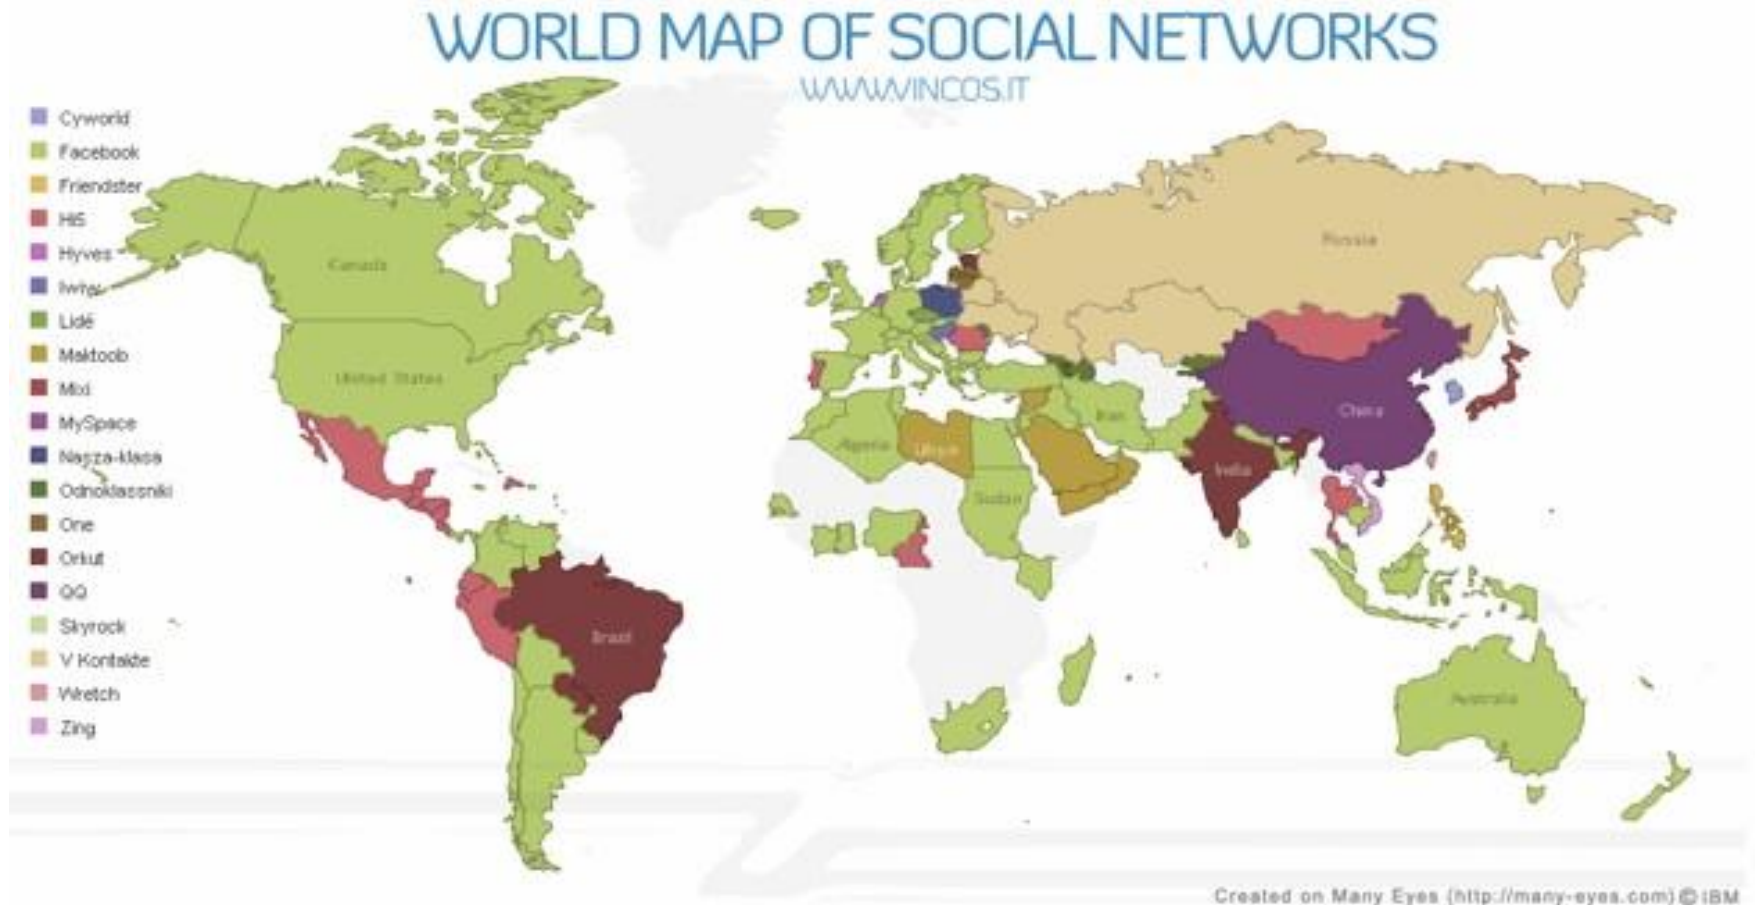 WORLD MAP OF SOCIAL NETWORKS
WWW.VINCOS.IT
Cyworld
Facebook
Friendster
Hi5
Hyves
Iwiw
Lidé
Maktoob
Mixi
MySpace
Nasza-klasa
Odnoklassniki
One
Orkut
QQ
Skyrock
V Kontakte
Wretch
Zing
Canada
United States
Brazil
Algeria
Libya
Sudan
Iran
Russia
China
India
Australia
Created on Many Eyes (http://many-eyes.com) © IBM